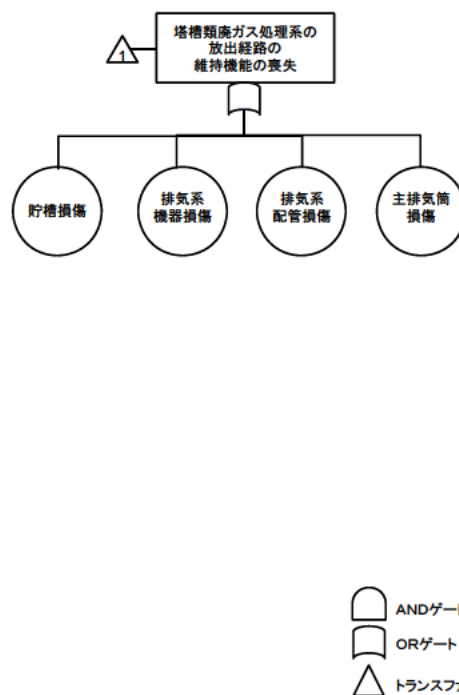 塔槽類廃ガス処理系の
放出経路の
維持機能の喪失
1
貯槽損傷
排気系
機器損傷
排気系
配管損傷
主排気筒
損傷
ANDゲー
ORゲート
トランスファ